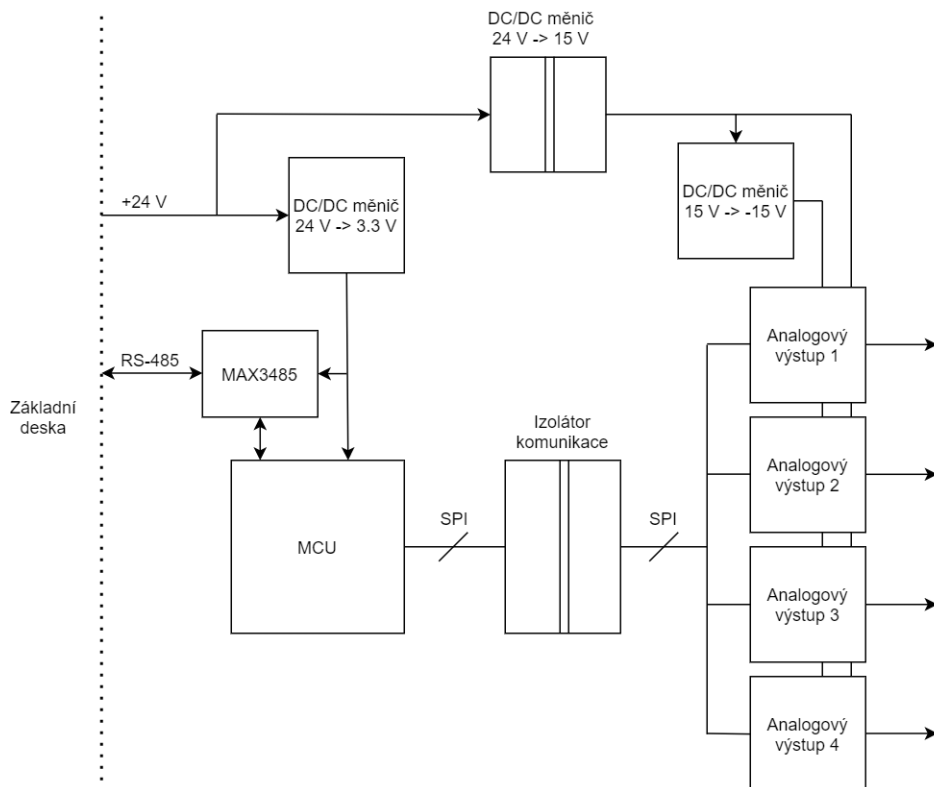 DC/DC měnič
24 V -> 15 V
+24 V
DC/DC měnič
24 V -> 3.3 V
DC/DC měnič
15 V -> -15 V
RS-485
MAX3485
Základní
deska
Analogový
výstup 1
Izolátor
komunikace
Analogový
výstup 2
SPI
SPI
MCU
Analogový
výstup 3
Analogový
výstup 4